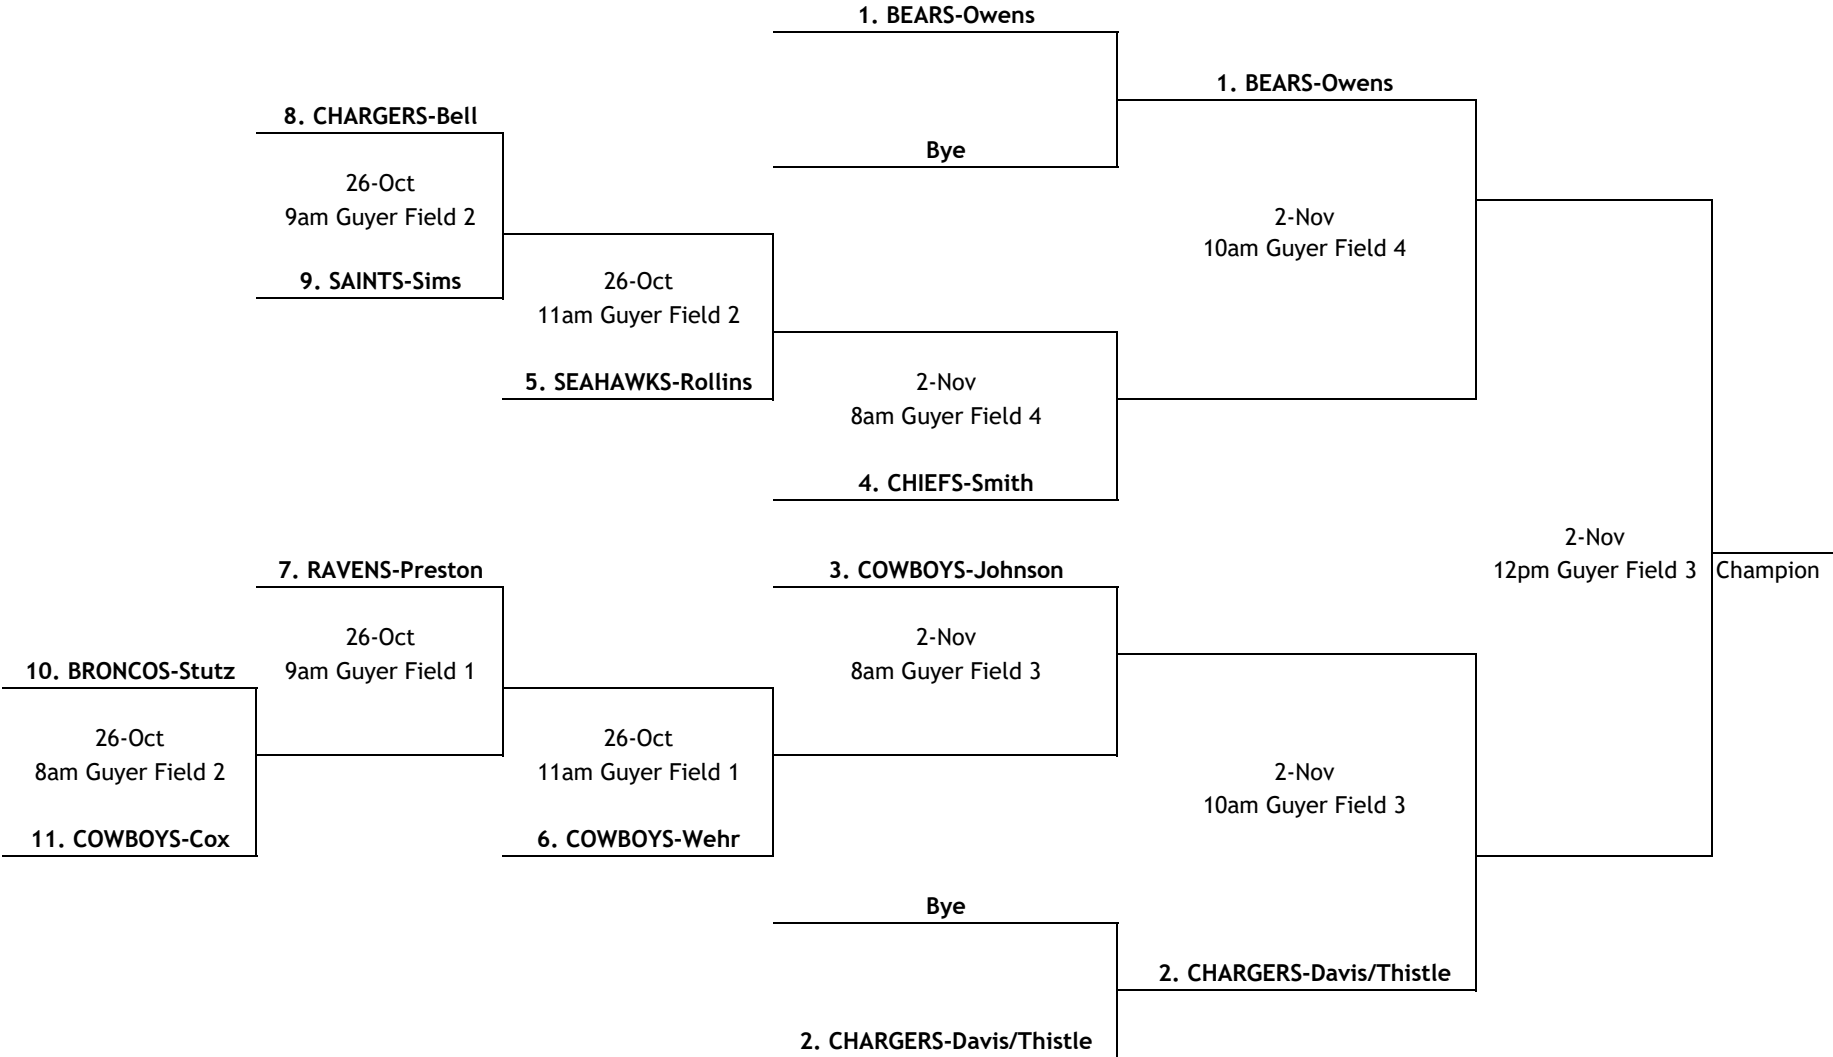 1. BEARS-Owens
1. BEARS-Owens
8. CHARGERS-Bell
Bye
26-Oct
9am Guyer Field 2
2-Nov
10am Guyer Field 4
9. SAINTS-Sims
26-Oct
11am Guyer Field 2
5. SEAHAWKS-Rollins
2-Nov
8am Guyer Field 4
4. CHIEFS-Smith
2-Nov
12pm Guyer Field 3
Champion
7. RAVENS-Preston
3. COWBOYS-Johnson
26-Oct
9am Guyer Field 1
2-Nov
8am Guyer Field 3
10. BRONCOS-Stutz
26-Oct
8am Guyer Field 2
26-Oct
11am Guyer Field 1
2-Nov
10am Guyer Field 3
11. COWBOYS-Cox
6. COWBOYS-Wehr
Bye
2. CHARGERS-Davis/Thistle
2. CHARGERS-Davis/Thistle